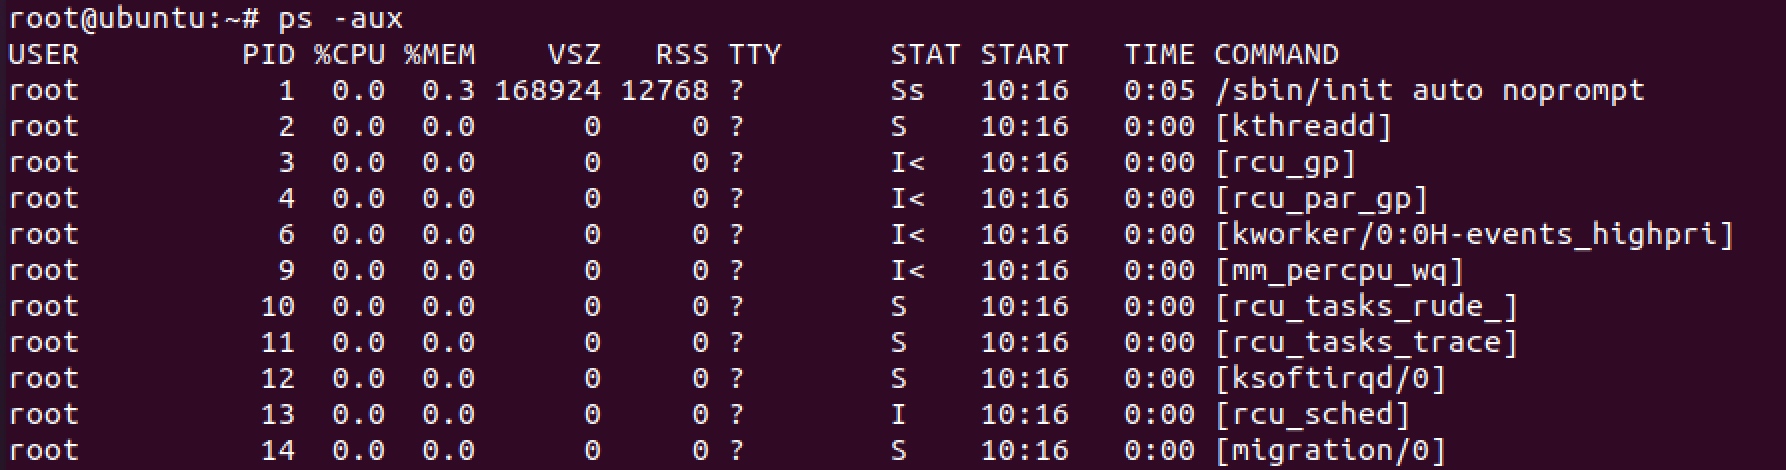 root@ubuntu:~# ps -aux
USER         PID %CPU %MEM    VSZ   RSS TTY      STAT START   TIME COMMAND
root           1  0.0  0.3 168924 12768 ?        Ss   10:16   0:05 /sbin/init auto noprompt
root           2  0.0  0.0      0     0 ?        S    10:16   0:00 [kthreadd]
root           3  0.0  0.0      0     0 ?        I<   10:16   0:00 [rcu_gp]
root           4  0.0  0.0      0     0 ?        I<   10:16   0:00 [rcu_par_gp]
root           6  0.0  0.0      0     0 ?        I<   10:16   0:00 [kworker/0:0H-events_highpri]
root           9  0.0  0.0      0     0 ?        I<   10:16   0:00 [mm_percpu_wq]
root          10  0.0  0.0      0     0 ?        S    10:16   0:00 [rcu_tasks_rude_]
root          11  0.0  0.0      0     0 ?        S    10:16   0:00 [rcu_tasks_trace]
root          12  0.0  0.0      0     0 ?        S    10:16   0:00 [ksoftirqd/0]
root          13  0.0  0.0      0     0 ?        I    10:16   0:00 [rcu_sched]
root          14  0.0  0.0      0     0 ?        S    10:16   0:00 [migration/0]